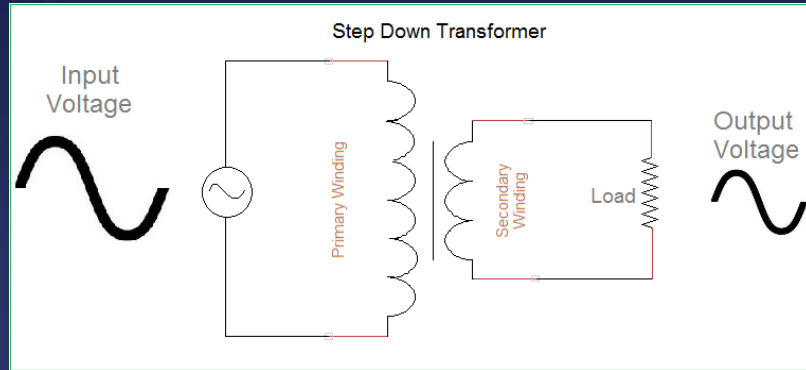 Step Down Transformer
Input
Voltage
Primary Winding
Secondary
Winding
Load
Output
Voltage